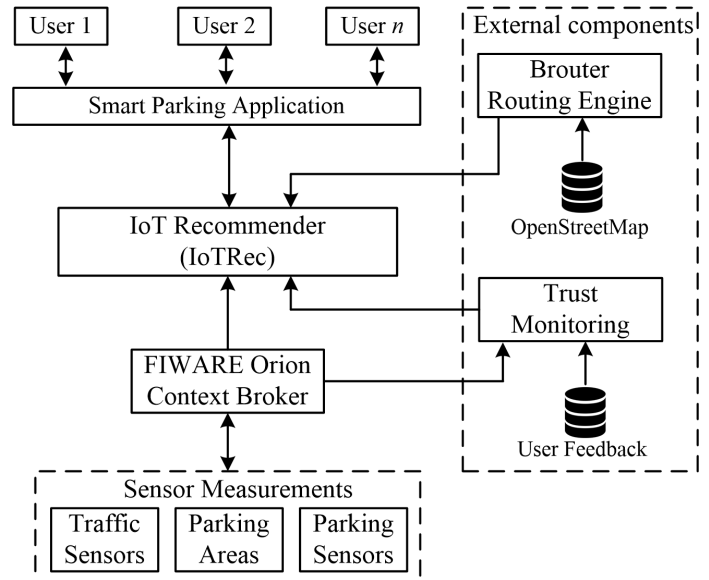 User 1
User 2
User n
Smart Parking Application
IoT Recommender
(IoTRec)
FIWARE Orion
Context Broker
Sensor Measurements
Traffic
Sensors
Parking
Areas
Parking
Sensors
External components
Brouter
Routing Engine
OpenStreetMap
Trust
Monitoring
User Feedback